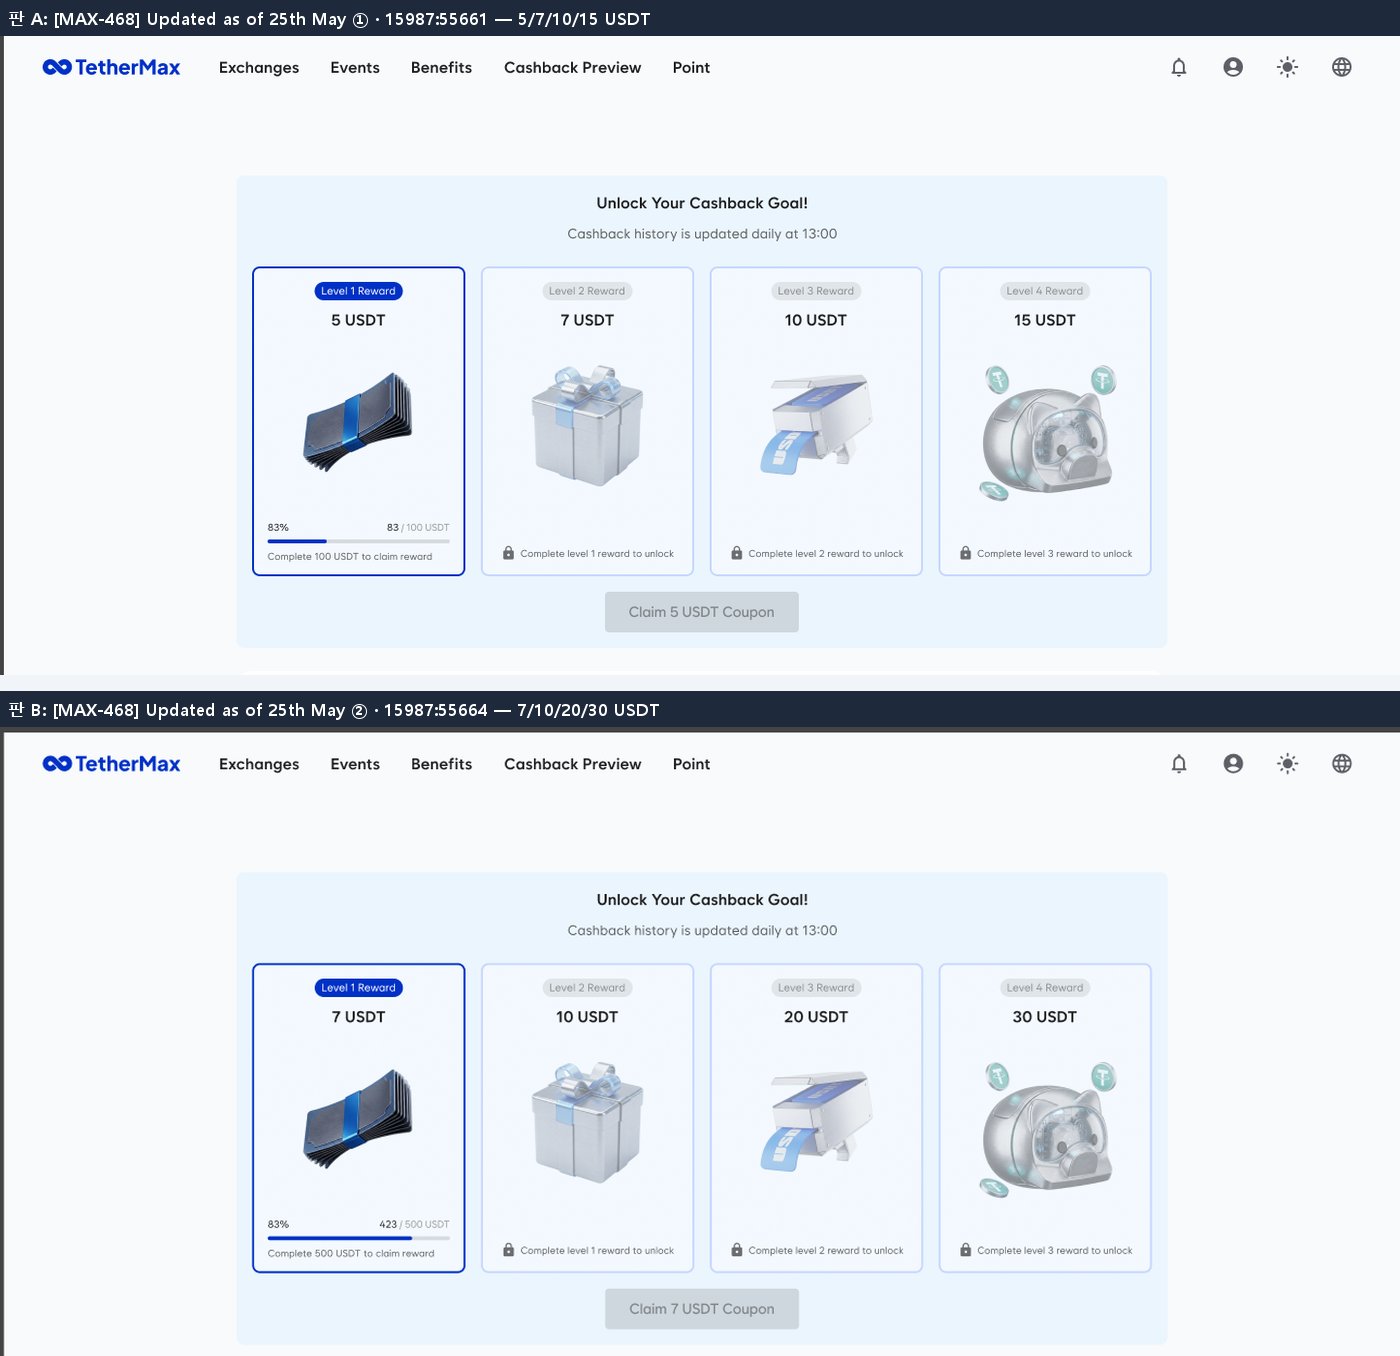 판 A: [MAX-468] Updated as of 25th May ① · 15987:55661 — 5/7/10/15 USDT
TetherMax Exchanges Events Benefits Cashback Preview Point
Unlock Your Cashback Goal!
Cashback history is updated daily at 13:00
Level 1 Reward Level 2 Reward Level 3 Reward Level 4 Reward
5 USDT 7 USDT 10 USDT 15 USDT
83% 83 / 100 USDT
Complete 100 USDT to claim reward Complete level 1 reward to unlock Complete level 2 reward to unlock Complete level 3 reward to unlock
Claim 5 USDT Coupon
판 B: [MAX-468] Updated as of 25th May ② · 15987:55664 — 7/10/20/30 USDT
TetherMax Exchanges Events Benefits Cashback Preview Point
Unlock Your Cashback Goal!
Cashback history is updated daily at 13:00
Level 1 Reward Level 2 Reward Level 3 Reward Level 4 Reward
7 USDT 10 USDT 20 USDT 30 USDT
83% 423 / 500 USDT
Complete 500 USDT to claim reward Complete level 1 reward to unlock Complete level 2 reward to unlock Complete level 3 reward to unlock
Claim 7 USDT Coupon